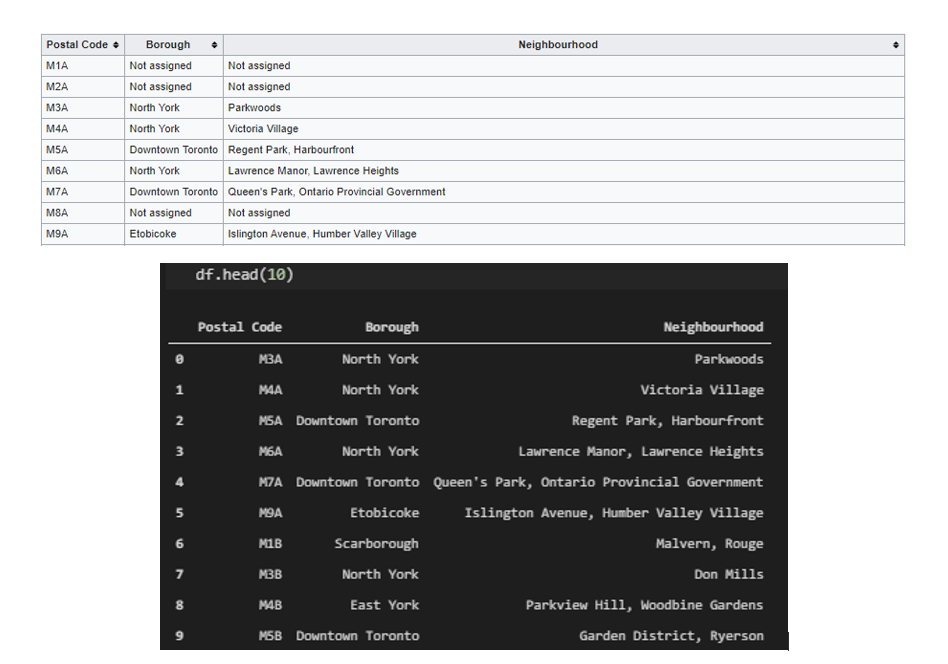 Postal Code Borough Neighbourhood
M1A Not assigned Not assigned
M2A Not assigned Not assigned
M3A North York Parkwoods
M4A North York Victoria Village
M5A Downtown Toronto Regent Park, Harbourfront
M6A North York Lawrence Manor, Lawrence Heights
M7A Downtown Toronto Queen's Park, Ontario Provincial Government
M8A Not assigned Not assigned
M9A Etobicoke Islington Avenue, Humber Valley Village
df.head(10)
Postal Code Borough Neighbourhood
0 M3A North York Parkwoods
1 M4A North York Victoria Village
2 M5A Downtown Toronto Regent Park, Harbourfront
3 M6A North York Lawrence Manor, Lawrence Heights
4 M7A Downtown Toronto Queen's Park, Ontario Provincial Government
5 M9A Etobicoke Islington Avenue, Humber Valley Village
6 M1B Scarborough Malvern, Rouge
7 M3B North York Don Mills
8 M4B East York Parkview Hill, Woodbine Gardens
9 M5B Downtown Toronto Garden District, Ryerson